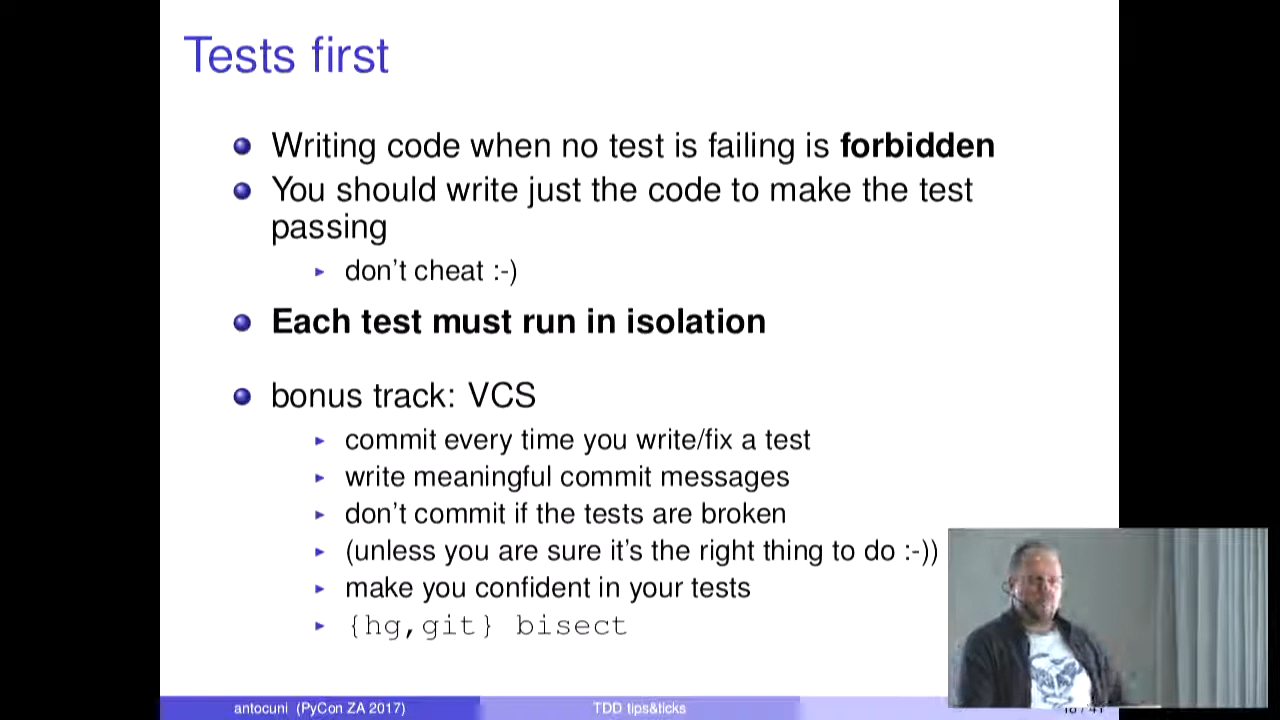 Tests first
Writing code when no test is failing is forbidden
You should write just the code to make the test
passing
don't cheat :-)
Each test must run in isolation
bonus track: VCS
commit every time you write/fix a test
write meaningful commit messages
don't commit if the tests are broken
(unless you are sure it's the right thing to do :-))
make you confident in your tests
{hg,git} bisect
antocuni (PyCon ZA 2017)
TDD tips&ticks